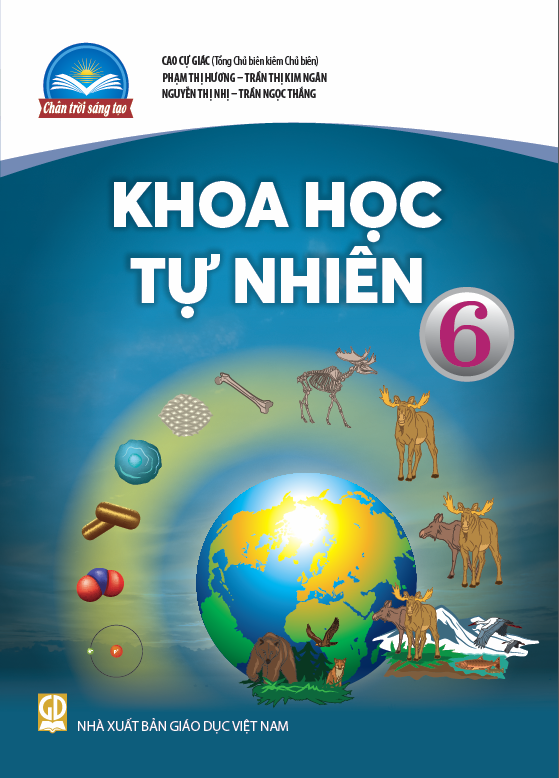 CAO CỰ GIÁC (Tổng Chủ biên kiêm Chủ biên)
PHẠM THỊ HƯƠNG – TRẦN THỊ KIM NGÂN
NGUYỄN THỊ NHỊ – TRẦN NGỌC THẮNG
Chân trời sáng tạo
KHOA HỌC
TỰ NHIÊN
6
GD
NHÀ XUẤT BẢN GIÁO DỤC VIỆT NAM